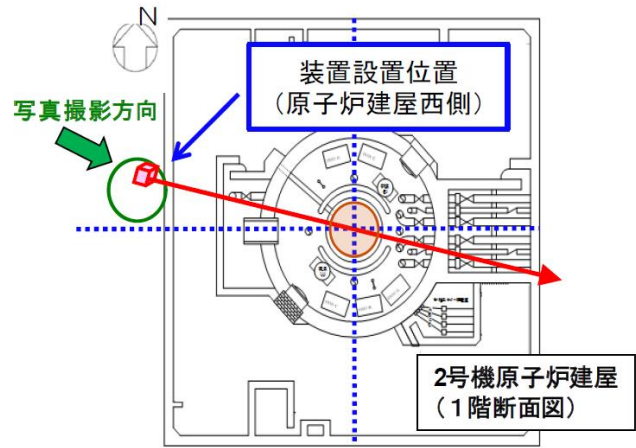 N
装置設置位置
（原子炉建屋西側）
写真撮影方向
2号機原子炉建屋
（１階断面図）